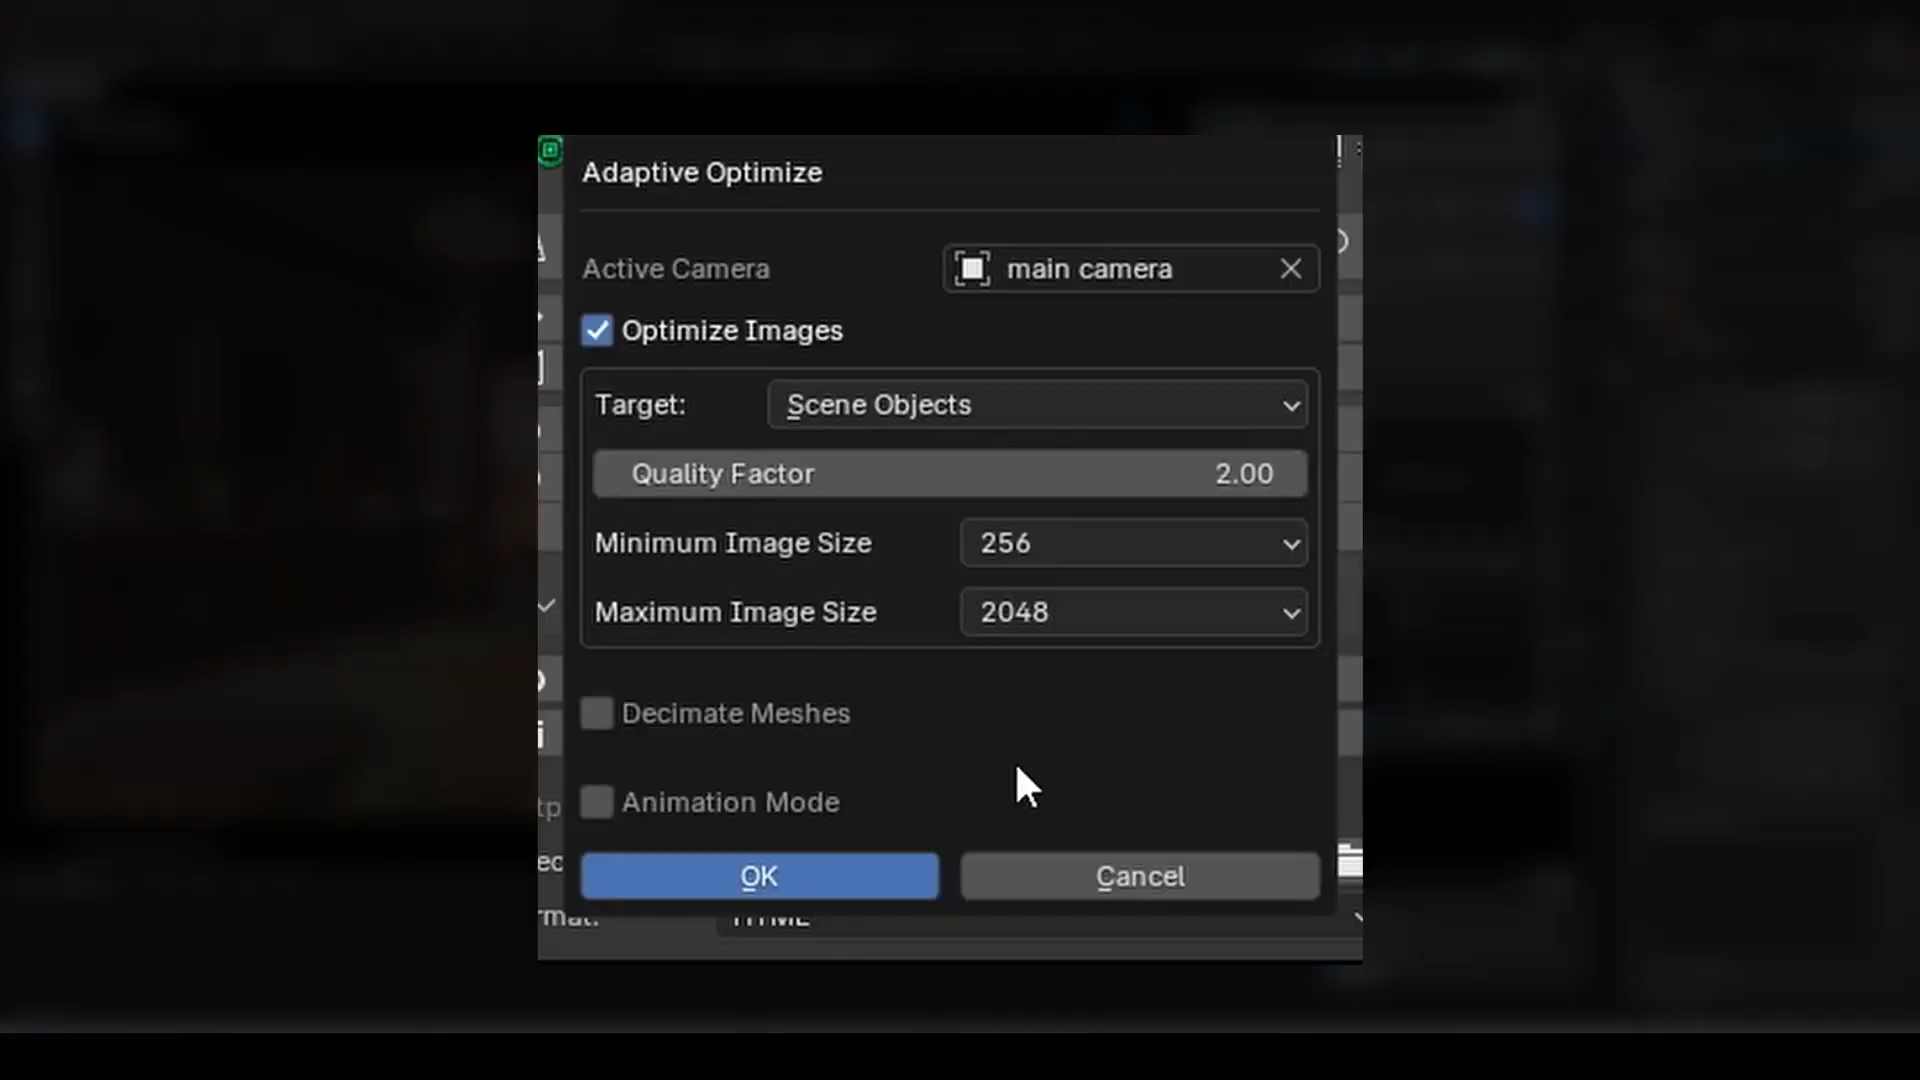 Adaptive Optimize
Active Camera main camera
Optimize Images
Target: Scene Objects
Quality Factor 2.00
Minimum Image Size 256
Maximum Image Size 2048
Decimate Meshes
Animation Mode
OK Cancel